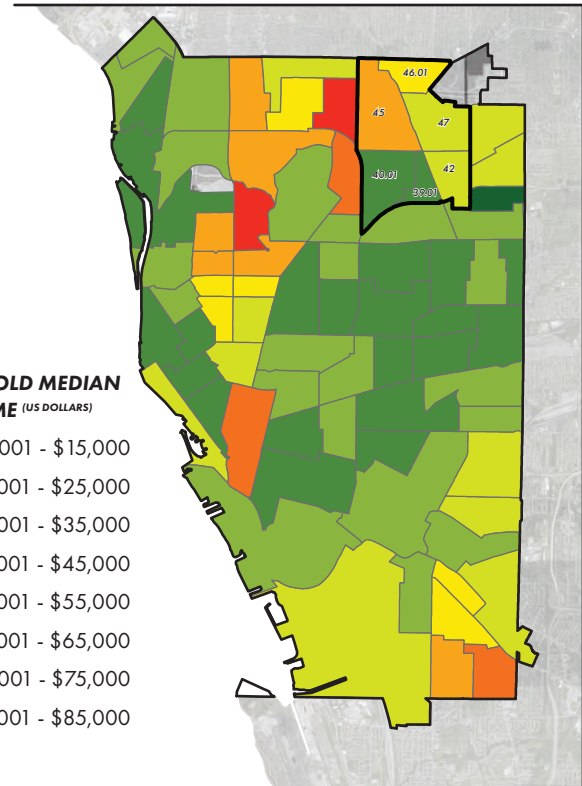 46.01
45
47
40.01
42
39.01
OLD MEDIAN
ME (US DOLLARS)
001 - $15,000
001 - $25,000
001 - $35,000
001 - $45,000
001 - $55,000
001 - $65,000
001 - $75,000
001 - $85,000